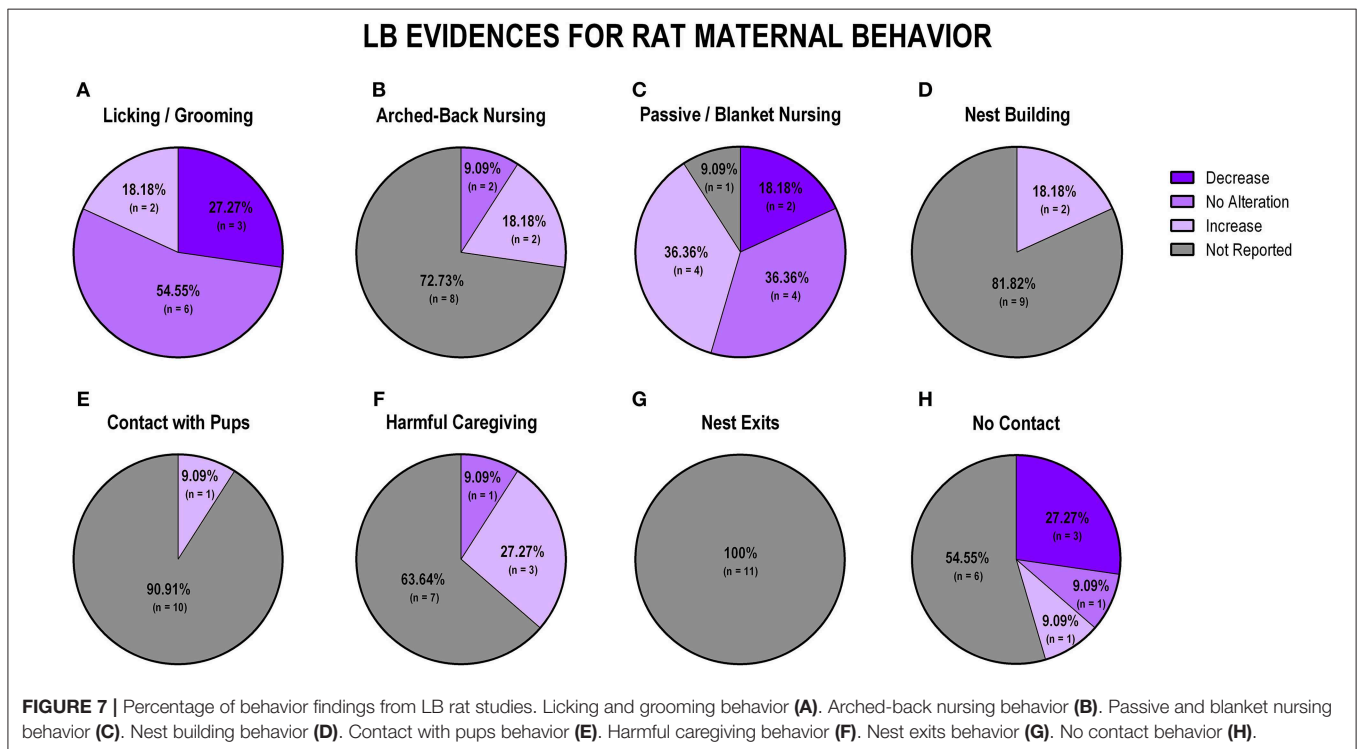 LB EVIDENCES FOR RAT MATERNAL BEHAVIOR
A
Licking / Grooming
18.18%
(n = 2)
27.27%
(n = 3)
54.55%
(n = 6)
B
Arched-Back Nursing
9.09%
(n = 2)
18.18%
(n = 2)
72.73%
(n = 8)
C
Passive / Blanket Nursing
9.09%
(n = 1)
18.18%
(n = 2)
36.36%
(n = 4)
36.36%
(n = 4)
D
Nest Building
18.18%
(n = 2)
81.82%
(n = 9)
Decrease
No Alteration
Increase
Not Reported
E
Contact with Pups
9.09%
(n = 1)
90.91%
(n = 10)
F
Harmful Caregiving
9.09%
(n = 1)
27.27%
(n = 3)
63.64%
(n = 7)
G
Nest Exits
100%
(n = 11)
H
No Contact
27.27%
(n = 3)
54.55%
(n = 6)
9.09%
(n = 1)
9.09%
(n = 1)
FIGURE 7 | Percentage of behavior findings from LB rat studies. Licking and grooming behavior (A). Arched-back nursing behavior (B). Passive and blanket nursing
behavior (C). Nest building behavior (D). Contact with pups behavior (E). Harmful caregiving behavior (F). Nest exits behavior (G). No contact behavior (H).